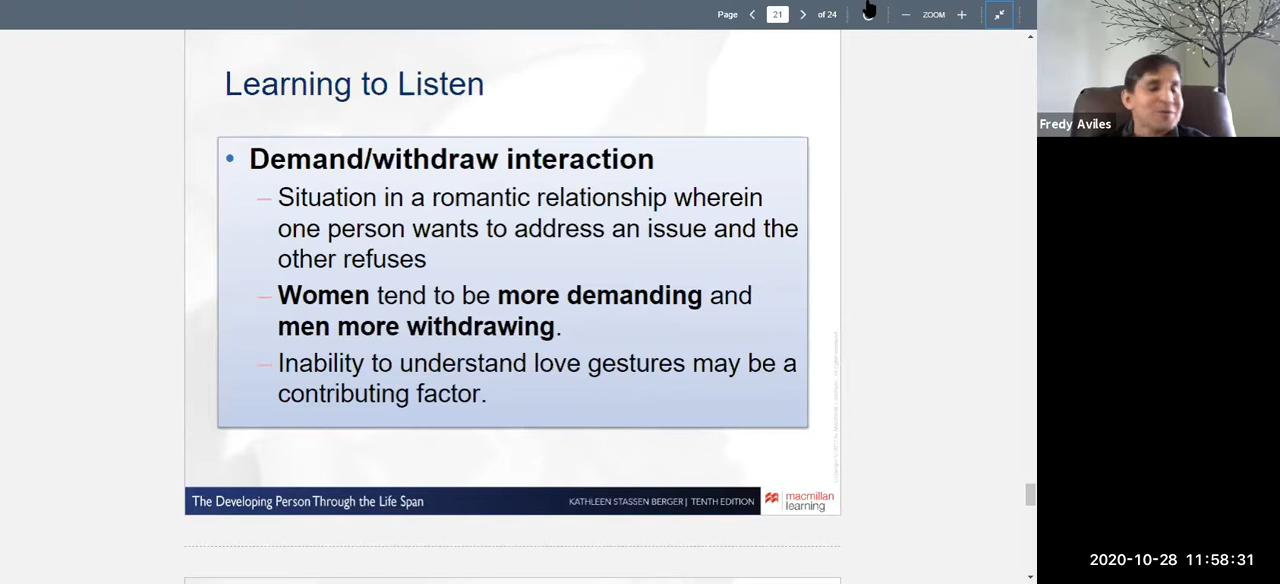 Page 21 of 24 ZOOM
Fredy Aviles
Learning to Listen
• Demand/withdraw interaction
– Situation in a romantic relationship wherein
one person wants to address an issue and the
other refuses
– Women tend to be more demanding and
men more withdrawing.
– Inability to understand love gestures may be a
contributing factor.
The Developing Person Through the Life Span
KATHLEEN STASSEN BERGER | TENTH EDITION
macmillan
learning
2020-10-28 11:58:31